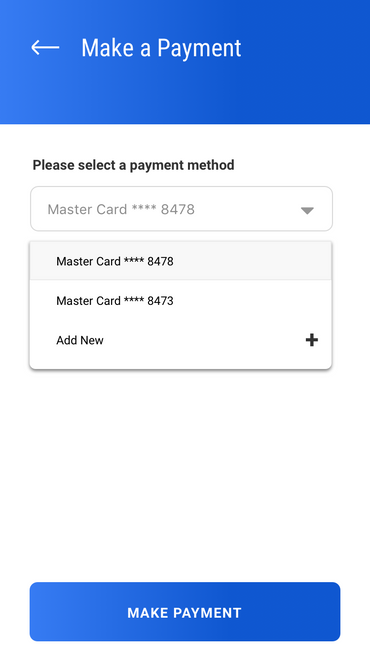 Make a Payment
Please select a payment method
Master Card **** 8478
Master Card **** 8478
Master Card **** 8473
Add New
MAKE PAYMENT